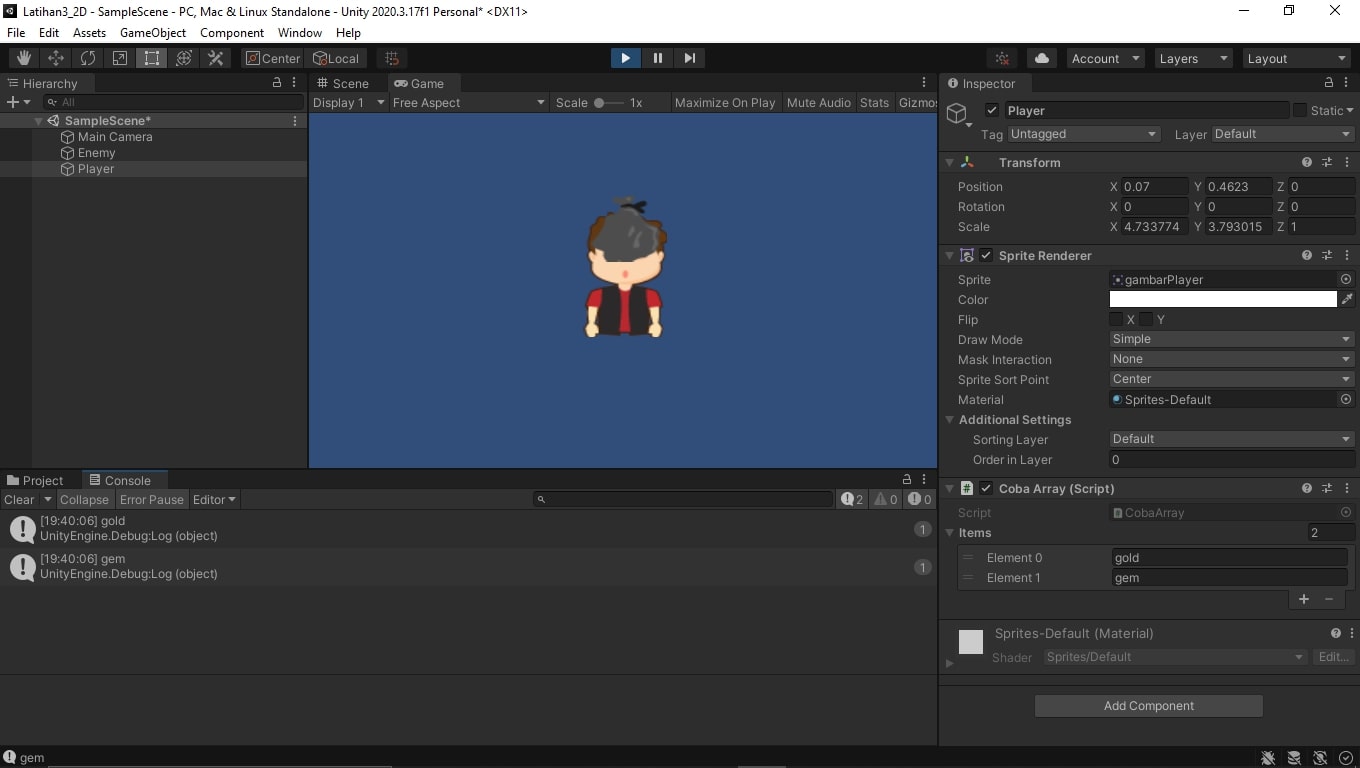 Latihan3_2D - SampleScene - PC, Mac & Linux Standalone - Unity 2020.3.17f1 Personal* <DX11>
File Edit Assets GameObject Component Window Help
Center Local Account Layers Layout
Hierarchy
All
SampleScene*
Main Camera
Enemy
Player
Scene Game
Display 1 Free Aspect Scale 1x Maximize On Play Mute Audio Stats Gizmos
Project Console
Clear Collapse Error Pause Editor 2 0 0
[19:40:06] gold 1
UnityEngine.Debug:Log (object)
[19:40:06] gem 1
UnityEngine.Debug:Log (object)
gem
Inspector
Player Static
Tag Untagged Layer Default
Transform
Position X 0.07 Y 0.4623 Z 0
Rotation X 0 Y 0 Z 0
Scale X 4.733774 Y 3.793015 Z 1
Sprite Renderer
Sprite gambarPlayer
Color
Flip X Y
Draw Mode Simple
Mask Interaction None
Sprite Sort Point Center
Material Sprites-Default
Additional Settings
Sorting Layer Default
Order in Layer 0
# Coba Array (Script)
Script # CobaArray
Items 2
Element 0 gold
Element 1 gem
+ −
Sprites-Default (Material)
Shader Sprites/Default Edit...
Add Component